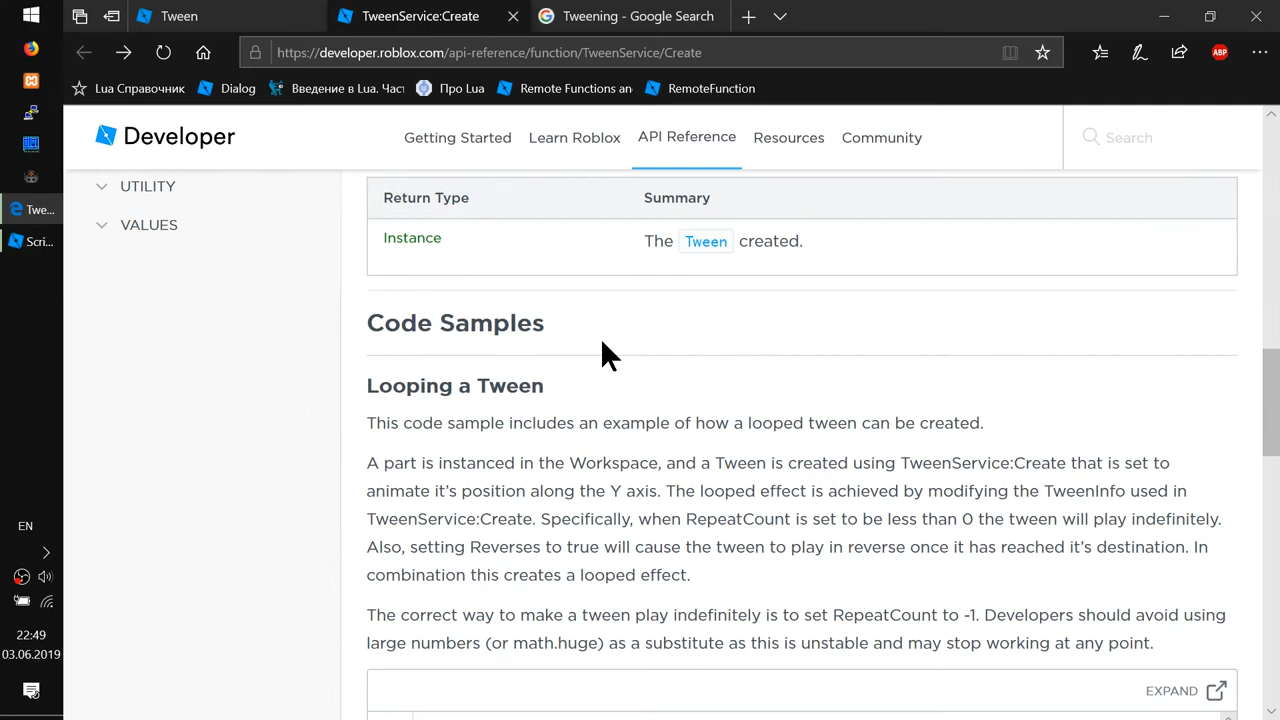 Tween
TweenService:Create
Tweening - Google Search
https://developer.roblox.com/api-reference/function/TweenService/Create
ABP
Lua Справочник
Dialog
Введение в Lua. Част
Про Lua
Remote Functions an
RemoteFunction
Developer
Getting Started
Learn Roblox
API Reference
Resources
Community
Search
UTILITY
VALUES
Return Type
Summary
Instance
The Tween created.
Code Samples
Looping a Tween
This code sample includes an example of how a looped tween can be created.
A part is instanced in the Workspace, and a Tween is created using TweenService:Create that is set to
animate it's position along the Y axis. The looped effect is achieved by modifying the TweenInfo used in
TweenService:Create. Specifically, when RepeatCount is set to be less than 0 the tween will play indefinitely.
Also, setting Reverses to true will cause the tween to play in reverse once it has reached it's destination. In
combination this creates a looped effect.
The correct way to make a tween play indefinitely is to set RepeatCount to -1. Developers should avoid using
large numbers (or math.huge) as a substitute as this is unstable and may stop working at any point.
EXPAND
Twe...
Scri...
EN
22:49
03.06.2019